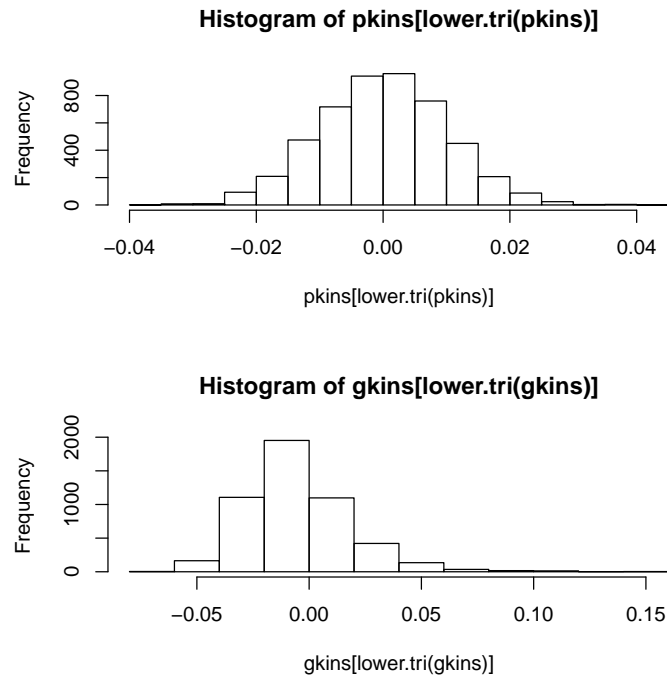 Histogram of pkins[lower.tri(pkins)]
Frequency
800
400
0
−0.04 −0.02 0.00 0.02 0.04
pkins[lower.tri(pkins)]
Histogram of gkins[lower.tri(gkins)]
Frequency
2000
1000
0
−0.05 0.00 0.05 0.10 0.15
gkins[lower.tri(gkins)]